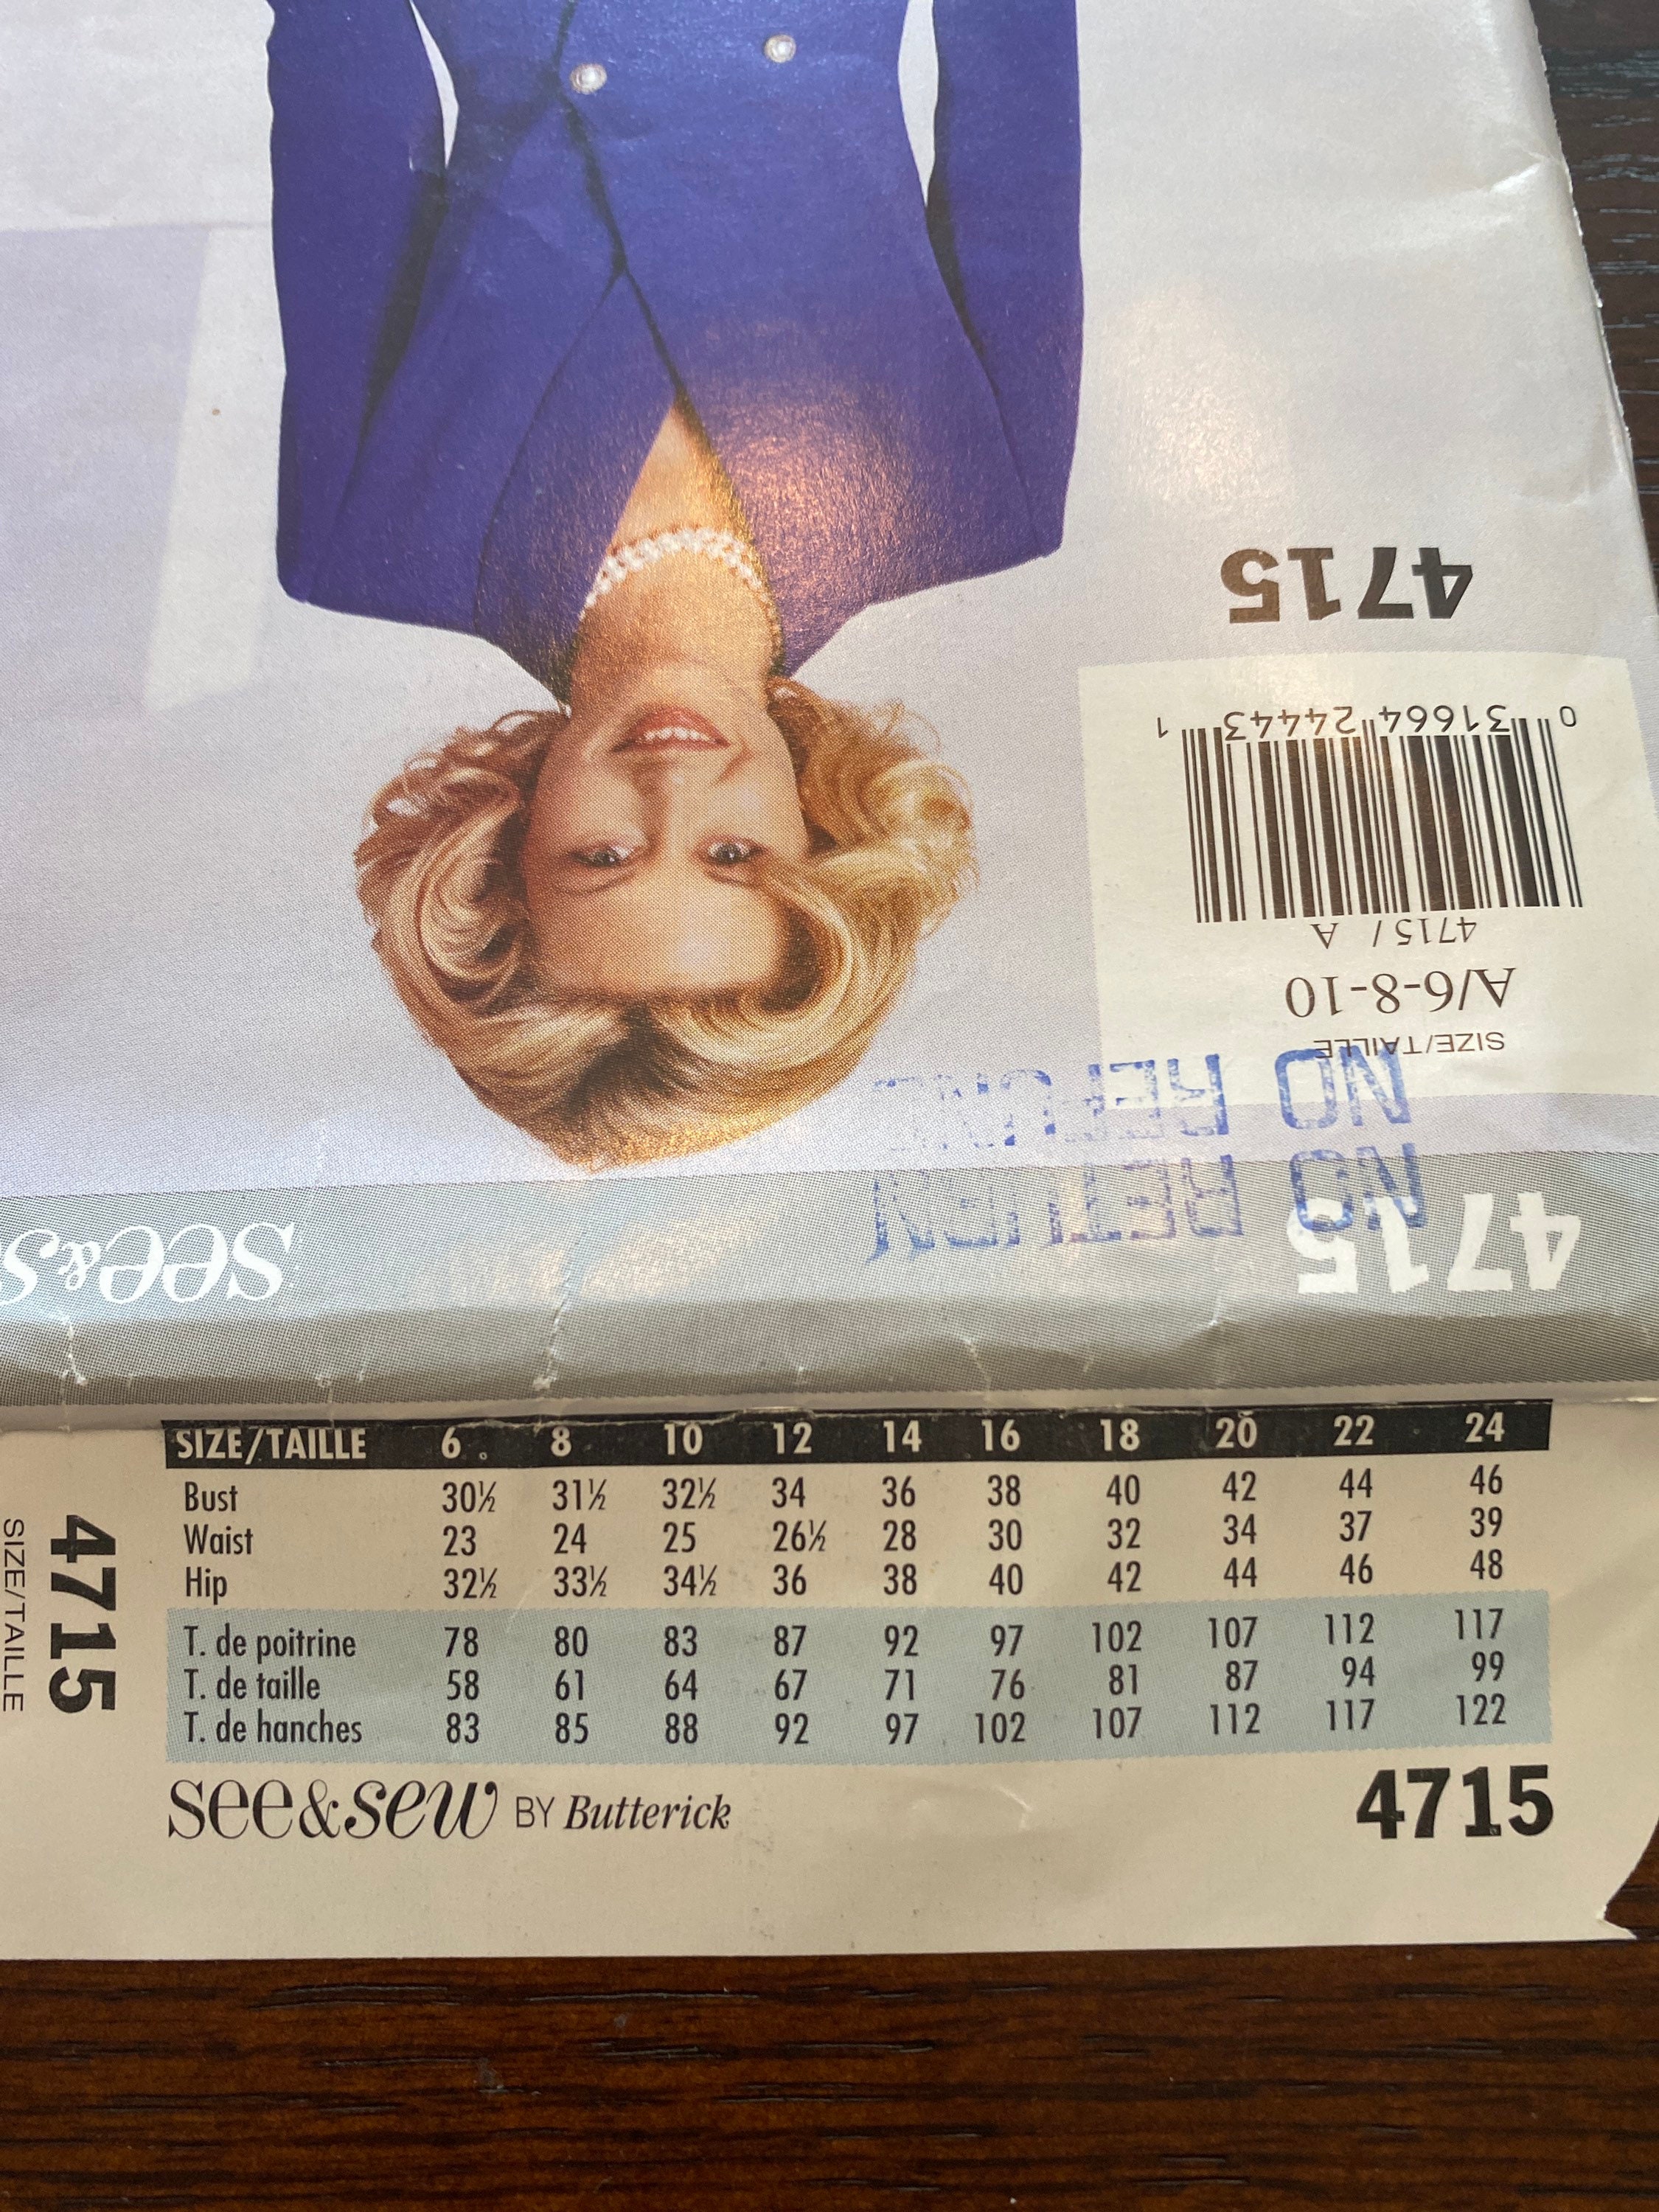 4715
0 31664 24443 1
4715 / A
A/6-8-10
SIZE/TAILLE
NO REFUND
NO RETURN
4715
see&s
SIZE/TAILLE 6 8 10 12 14 16 18 20 22 24
Bust 30½ 31½ 32½ 34 36 38 40 42 44 46
Waist 23 24 25 26½ 28 30 32 34 37 39
Hip 32½ 33½ 34½ 36 38 40 42 44 46 48
T. de poitrine 78 80 83 87 92 97 102 107 112 117
T. de taille 58 61 64 67 71 76 81 87 94 99
T. de hanches 83 85 88 92 97 102 107 112 117 122
see&sew BY Butterick
4715
4715
SIZE/TAILLE